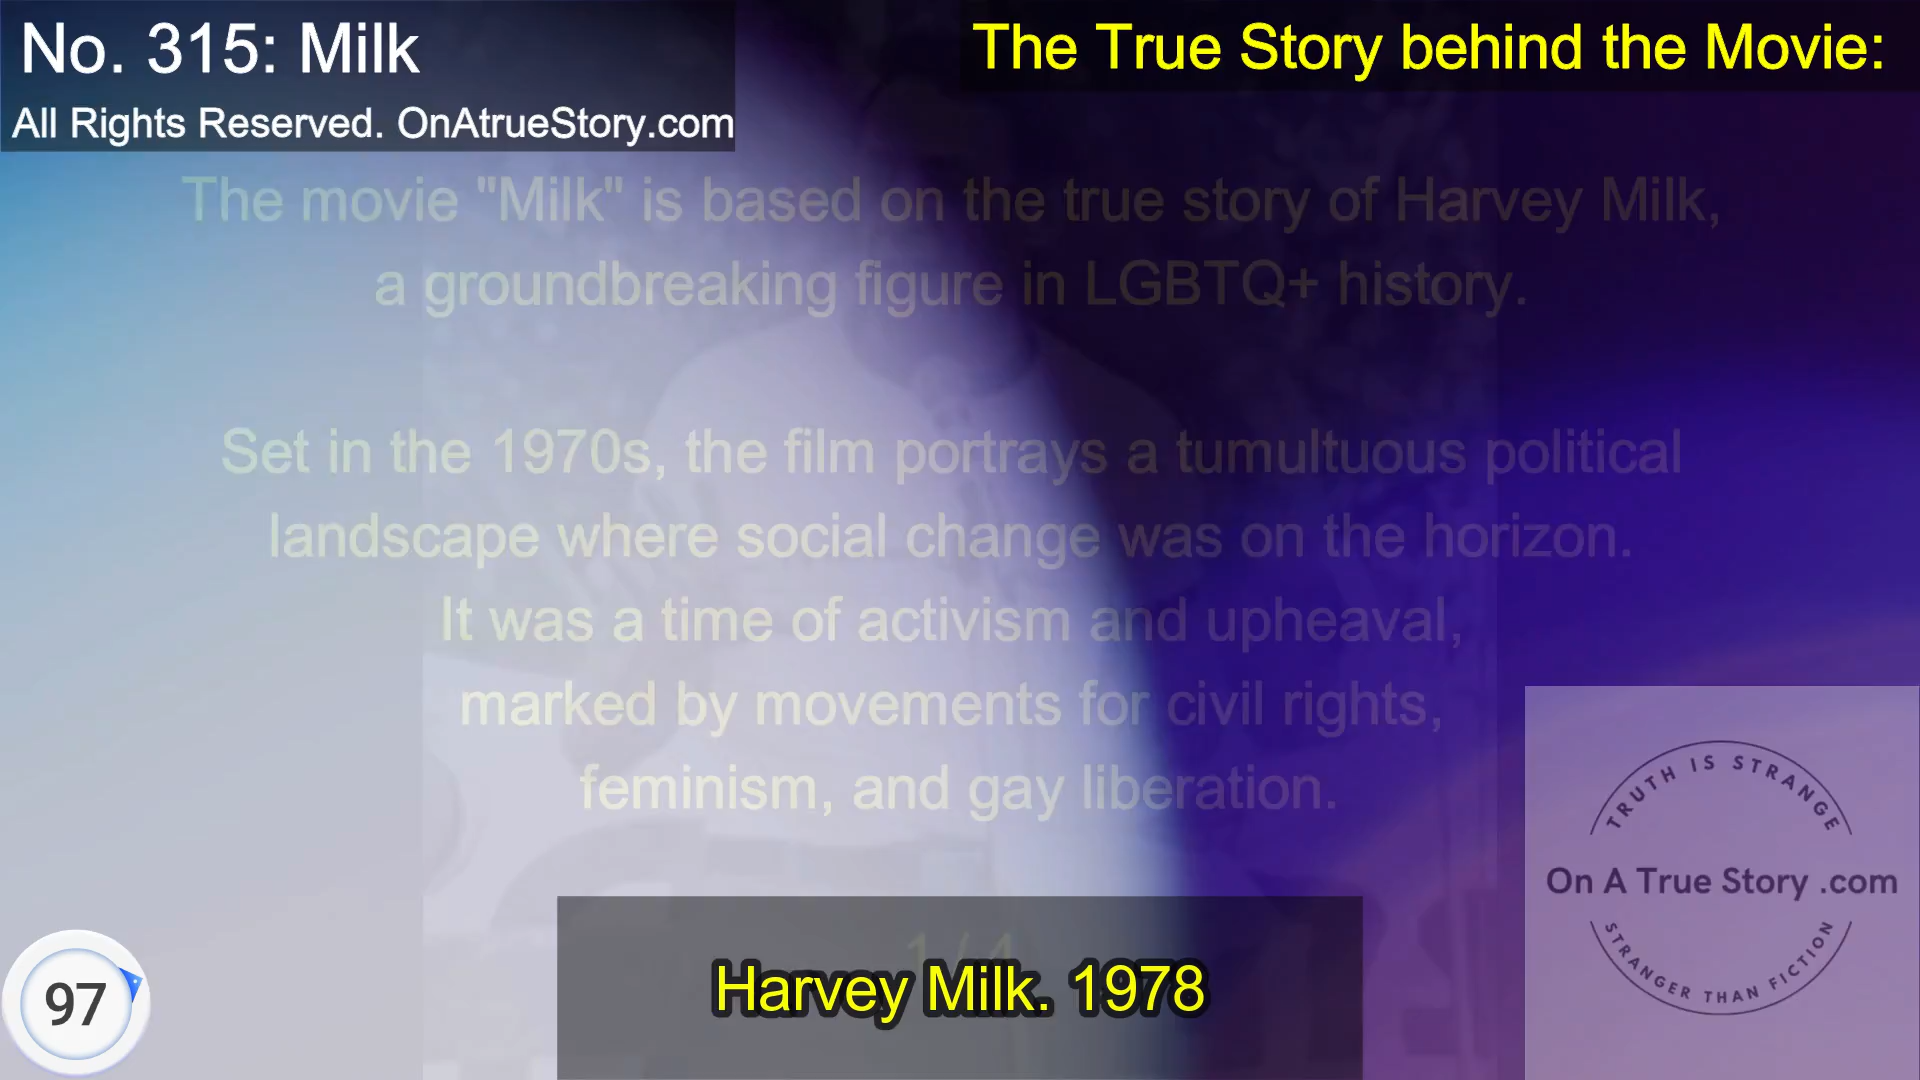 No. 315: Milk
The True Story behind the Movie:
All Rights Reserved. OnAtrueStory.com
The movie "Milk" is based on the true story of Harvey Milk,
a groundbreaking figure in LGBTQ+ history.
Set in the 1970s, the film portrays a tumultuous political
landscape where social change was on the horizon.
It was a time of activism and upheaval,
marked by movements for civil rights,
feminism, and gay liberation.
TRUTH IS STRANGE
On A True Story .com
STRANGER THAN FICTION
1 / 4
Harvey Milk. 1978
97